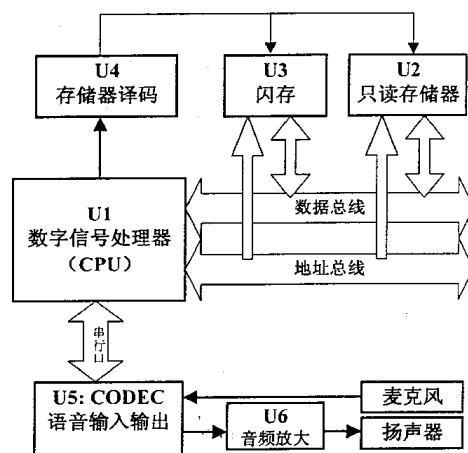 U4
存储器译码
U3
闪存
U2
只读存储器
U1
数字信号处理器
（CPU）
数据总线
地址总线
串行口
U5: CODEC
语音输入输出
U6
音频放大
麦克风
扬声器